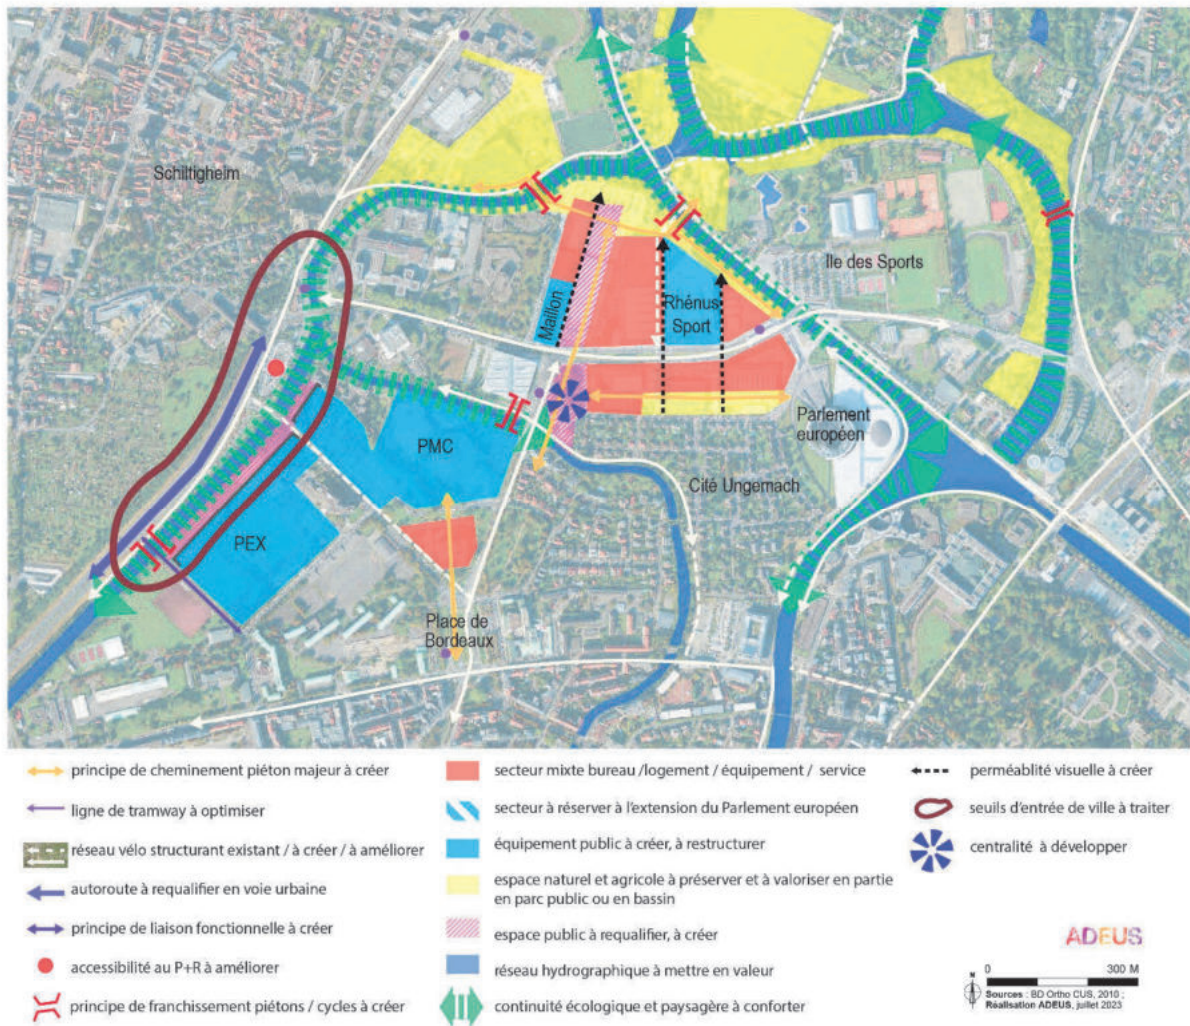 Schiltigheim
Ile des Sports
Maillon
Rhénus
Sport
Parlement
européen
PMC
Cité Ungemach
PEX
Place de
Bordeaux
principe de cheminement piéton majeur à créer
ligne de tramway à optimiser
réseau vélo structurant existant / à créer / à améliorer
autoroute à requalifier en voie urbaine
principe de liaison fonctionnelle à créer
accessibilité au P+R à améliorer
principe de franchissement piétons / cycles à créer
secteur mixte bureau /logement / équipement / service
secteur à réserver à l'extension du Parlement européen
équipement public à créer, à restructurer
espace naturel et agricole à préserver et à valoriser en partie
en parc public ou en bassin
espace public à requalifier, à créer
réseau hydrographique à mettre en valeur
continuité écologique et paysagère à conforter
perméablité visuelle à créer
seuils d'entrée de ville à traiter
centralité à développer
ADEUS
0 300 M
N
Sources : BD Ortho CUS, 2010 ;
Réalisation ADEUS, juillet 2023